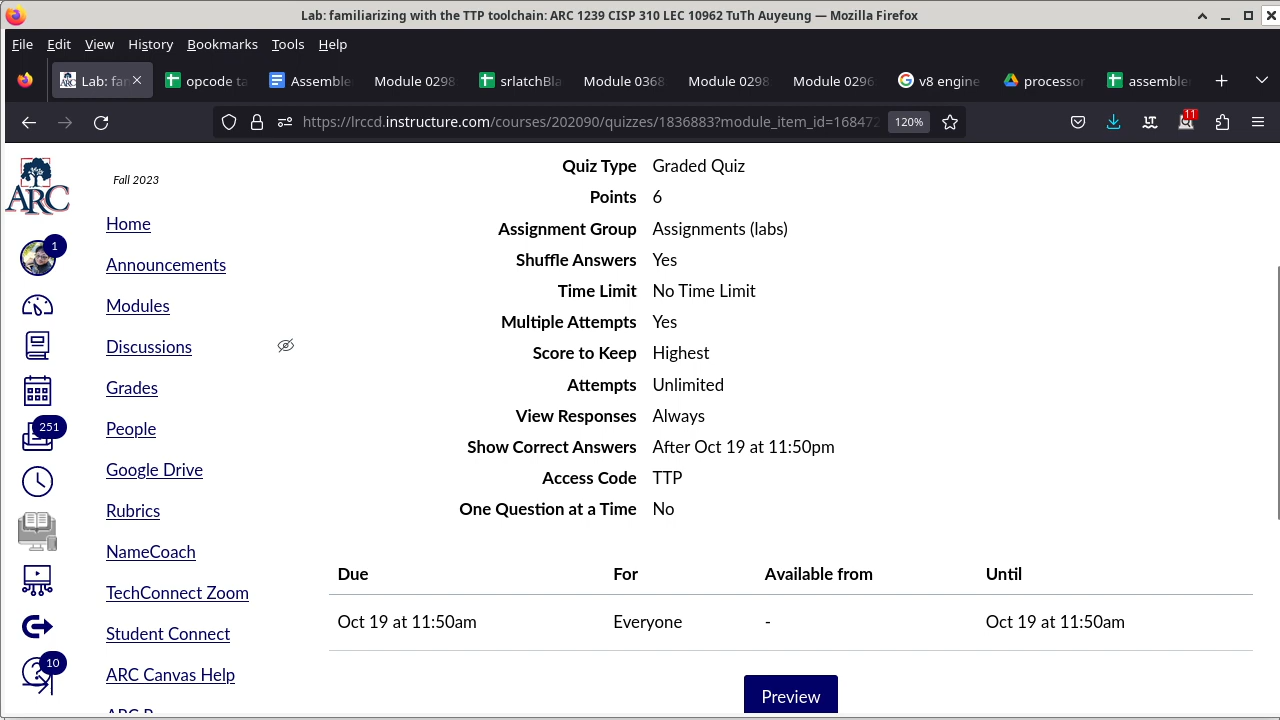 Lab: familiarizing with the TTP toolchain: ARC 1239 CISP 310 LEC 10962 TuTh Auyeung — Mozilla Firefox
File Edit View History Bookmarks Tools Help
Lab: fa opcode ta Assemble Module 0298 srlatchBla Module 0368 Module 0298 Module 0296 v8 engine processor assemble
https://lrccd.instructure.com/courses/202090/quizzes/1836883?module_item_id=168472 120% 11
ARC
Fall 2023
1
251
10
Home
Announcements
Modules
Discussions
Grades
People
Google Drive
Rubrics
NameCoach
TechConnect Zoom
Student Connect
ARC Canvas Help
Quiz Type Graded Quiz
Points 6
Assignment Group Assignments (labs)
Shuffle Answers Yes
Time Limit No Time Limit
Multiple Attempts Yes
Score to Keep Highest
Attempts Unlimited
View Responses Always
Show Correct Answers After Oct 19 at 11:50pm
Access Code TTP
One Question at a Time No
Due For Available from Until
Oct 19 at 11:50am Everyone - Oct 19 at 11:50am
Preview